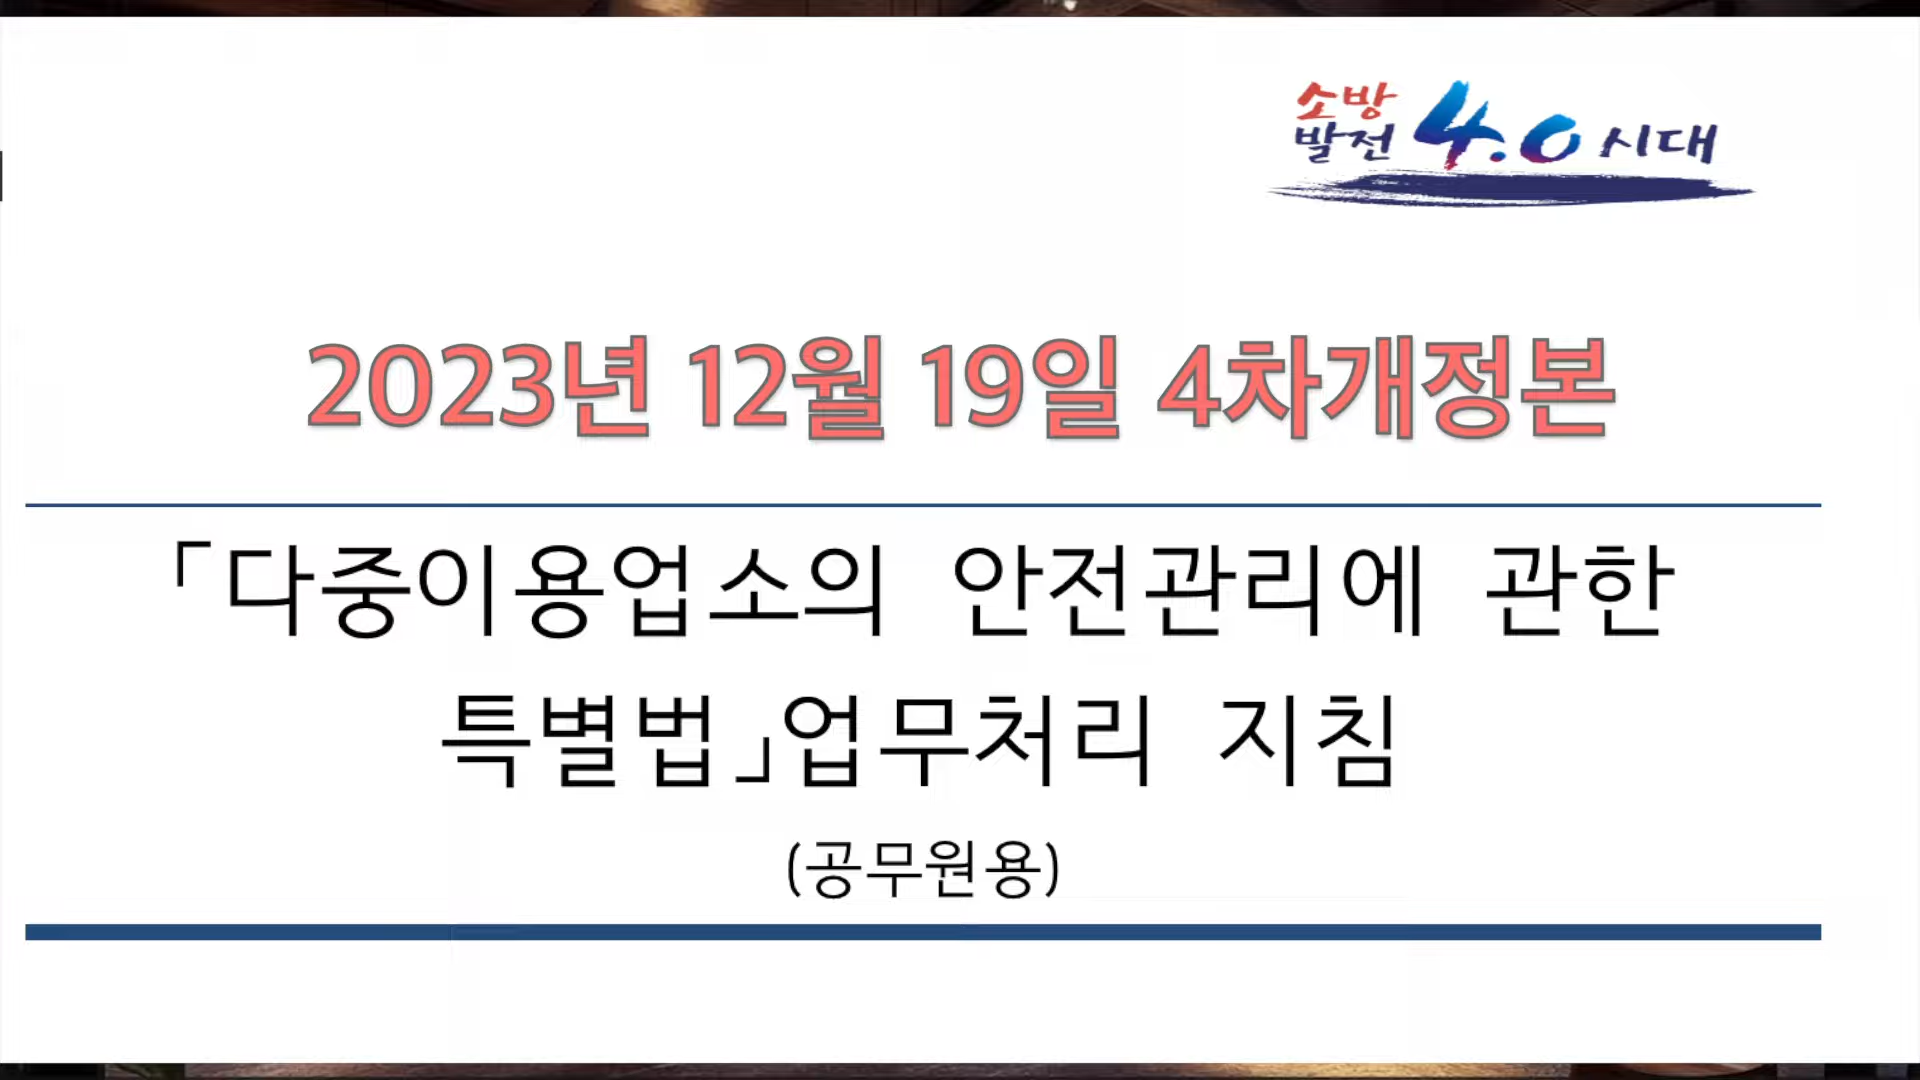 소방
발전 4.0 시대
2023년 12월 19일 4차개정본
「다중이용업소의 안전관리에 관한
특별법」업무처리 지침
(공무원용)